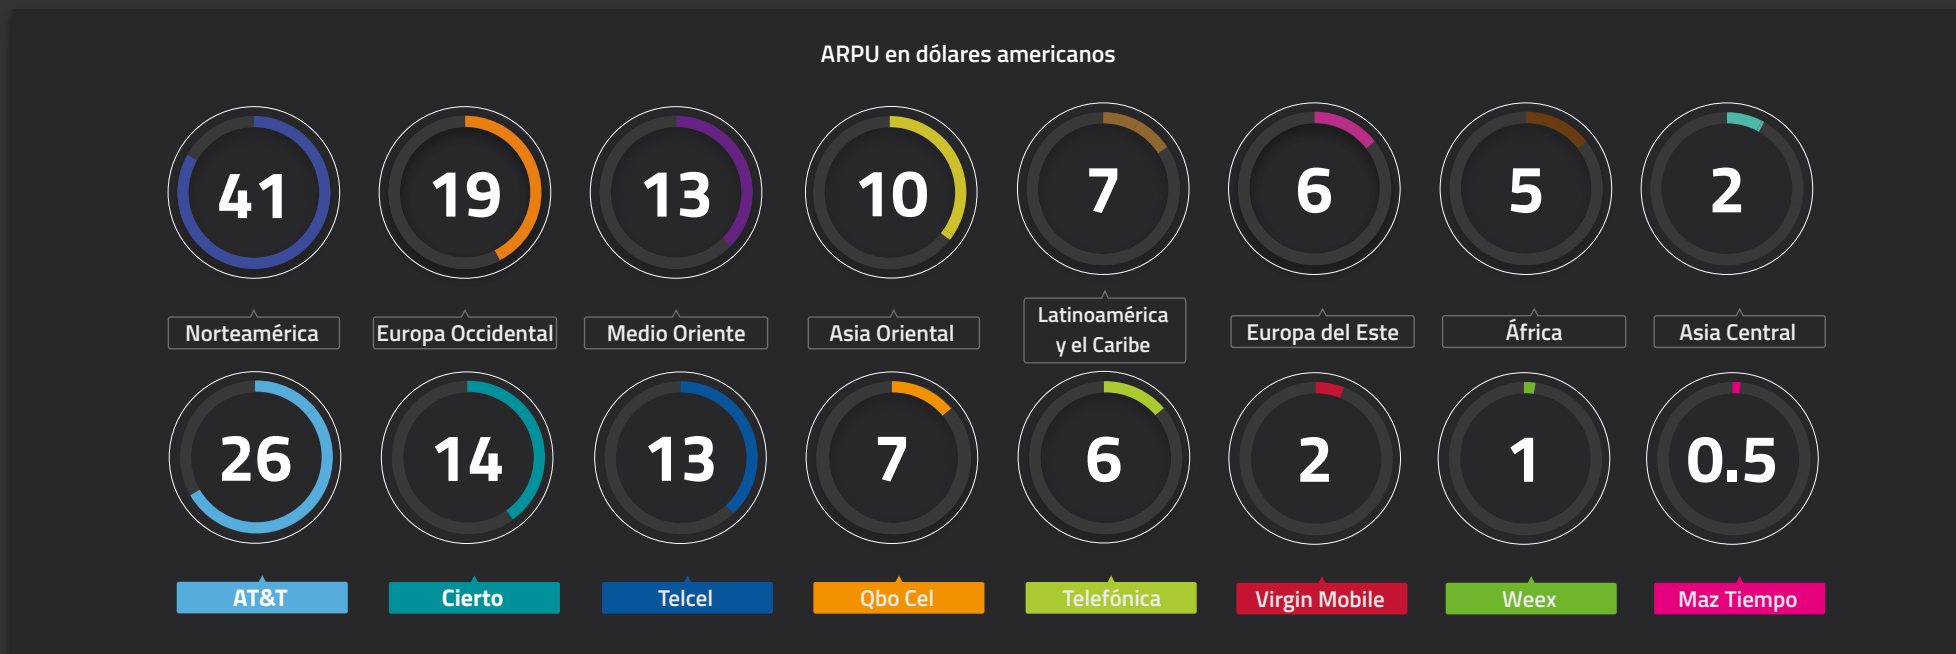 ARPU en dólares americanos
41 19 13 10 7 6 5 2
Norteamérica Europa Occidental Medio Oriente Asia Oriental Latinoamérica y el Caribe Europa del Este África Asia Central
26 14 13 7 6 2 1 0.5
AT&T Cierto Telcel Qbo Cel Telefónica Virgin Mobile Weex Maz Tiempo